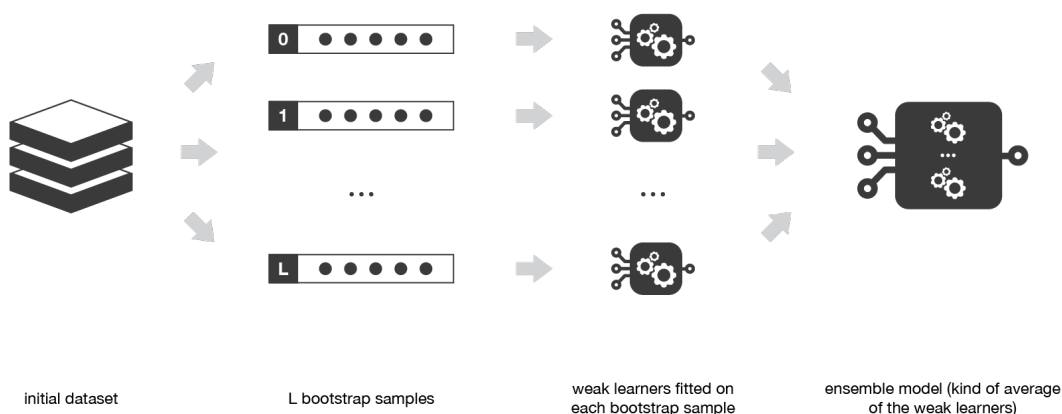 0
1
...
...
...
L
initial dataset
L bootstrap samples
weak learners fitted on
each bootstrap sample
ensemble model (kind of average
of the weak learners)